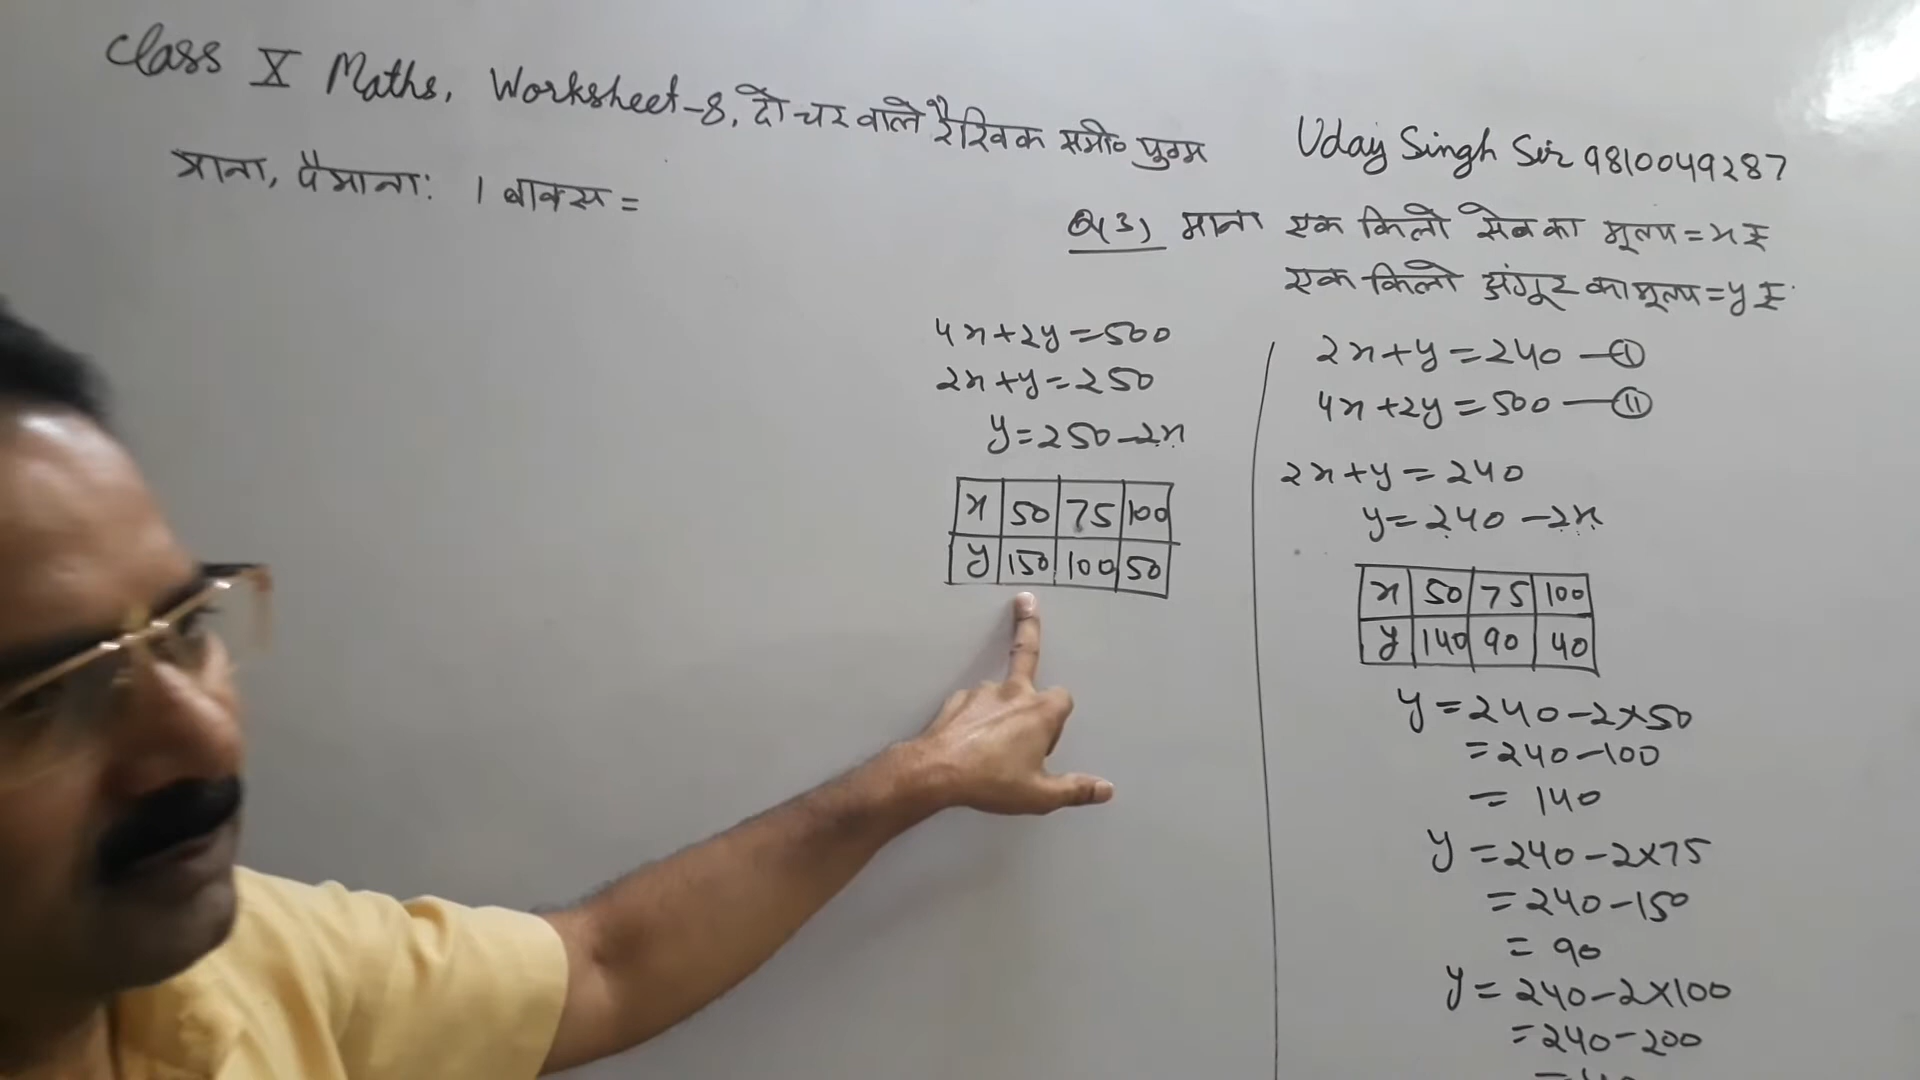 Class X Maths, Worksheet-8, दो चर वाले रैखिक समी० युग्म
Uday Singh Sir 9810049287
माना, पैमाना: 1 बाक्स =
Q(3) माना एक किलो सेब का मूल्य = x ₹
एक किलो अंगूर का मूल्य = y ₹
4x+2y=500
2x+y=250
y=250-2x
x 50 75 100
y 150 100 50
2x+y=240 —(I)
4x+2y=500 —(II)
2x+y=240
y=240-2x
x 50 75 100
y 140 90 40
y=240-2×50
=240-100
= 140
y=240-2×75
=240-150
= 90
y=240-2×100
=240-200